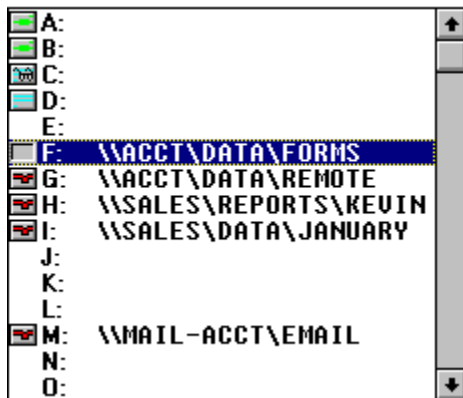 A:
B:
C:
D:
E:
F: \\ACCT\DATA\FORMS
G: \\ACCT\DATA\REMOTE
H: \\SALES\REPORTS\KEVIN
I: \\SALES\DATA\JANUARY
J:
K:
L:
M: \\MAIL-ACCT\EMAIL
N:
O: